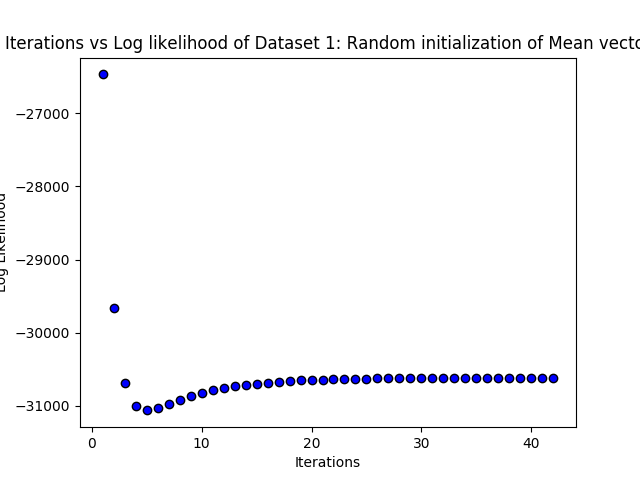 Iterations vs Log likelihood of Dataset 1: Random initialization of Mean vecto
−27000
−28000
−29000
−30000
−31000
Log Likelihood
0 10 20 30 40
Iterations